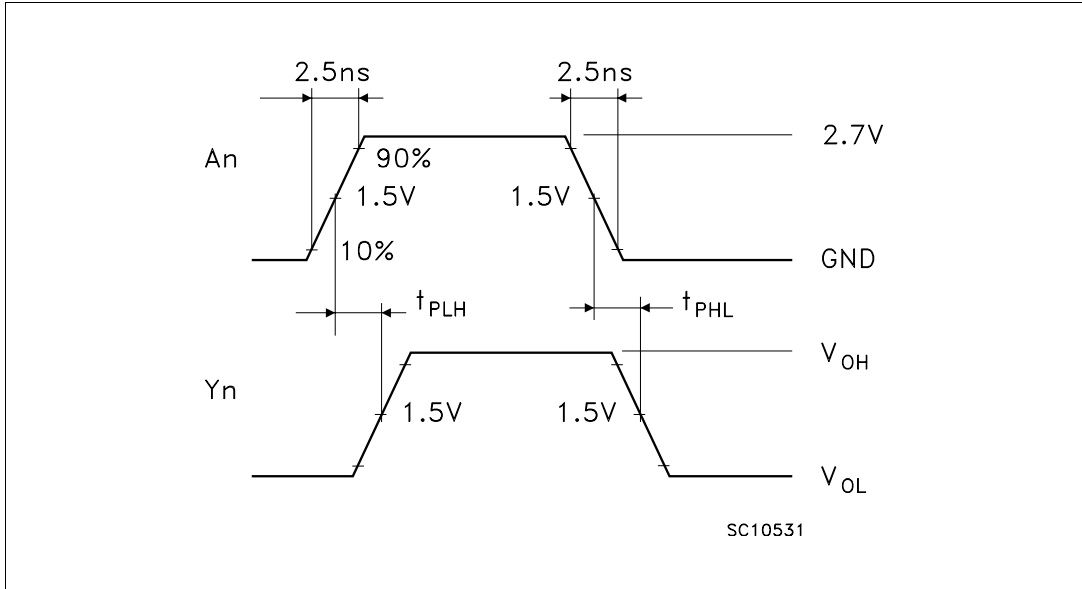 2.5ns 2.5ns
2.7V
An
90%
1.5V 1.5V
10%
GND
tPLH tPHL
VOH
Yn
1.5V 1.5V
VOL
SC10531